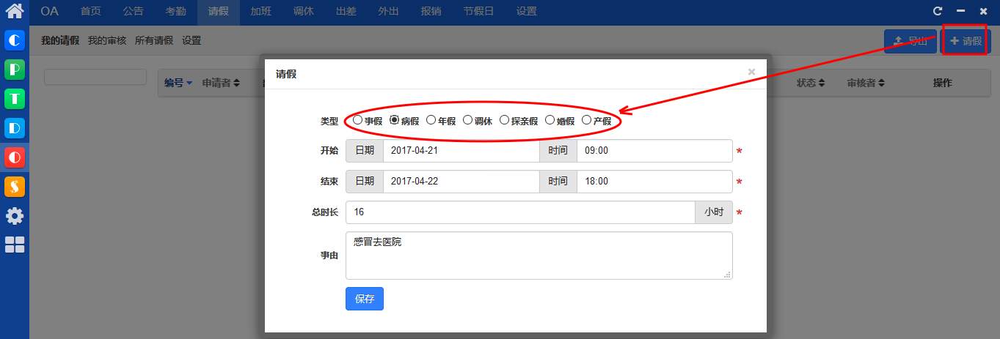 OA 首页 公告 考勤 请假 加班 调休 出差 外出 报销 节假日 设置
我的请假 我的审核 所有请假 设置 导出 请假
编号 申请者 状态 审核者 操作
请假 ×
类型 事假 病假 年假 调休 探亲假 婚假 产假
开始 日期 2017-04-21 时间 09:00 *
结束 日期 2017-04-22 时间 18:00 *
总时长 16 小时 *
事由 感冒去医院
保存
C
P
T
D
$